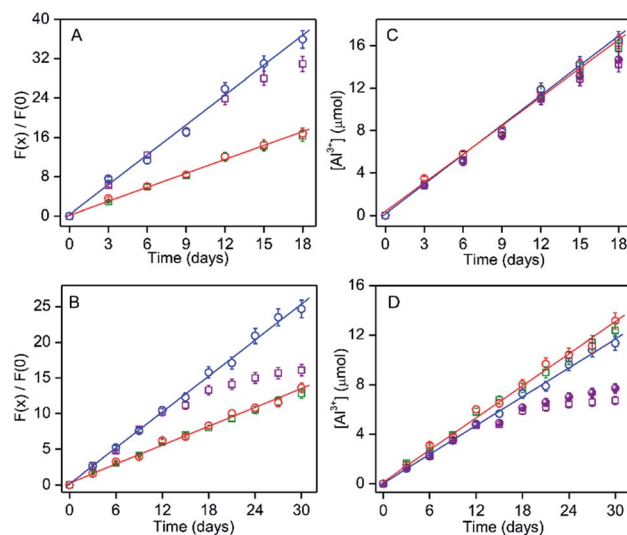 A
F(x) / F(0)
40
32
24
16
8
0
0 3 6 9 12 15 18
Time (days)
C
[Al³⁺] (μmol)
16
12
8
4
0
0 3 6 9 12 15 18
Time (days)
B
F(x) / F(0)
25
20
15
10
5
0
0 6 12 18 24 30
Time (days)
D
[Al³⁺] (μmol)
16
12
8
4
0
0 6 12 18 24 30
Time (days)